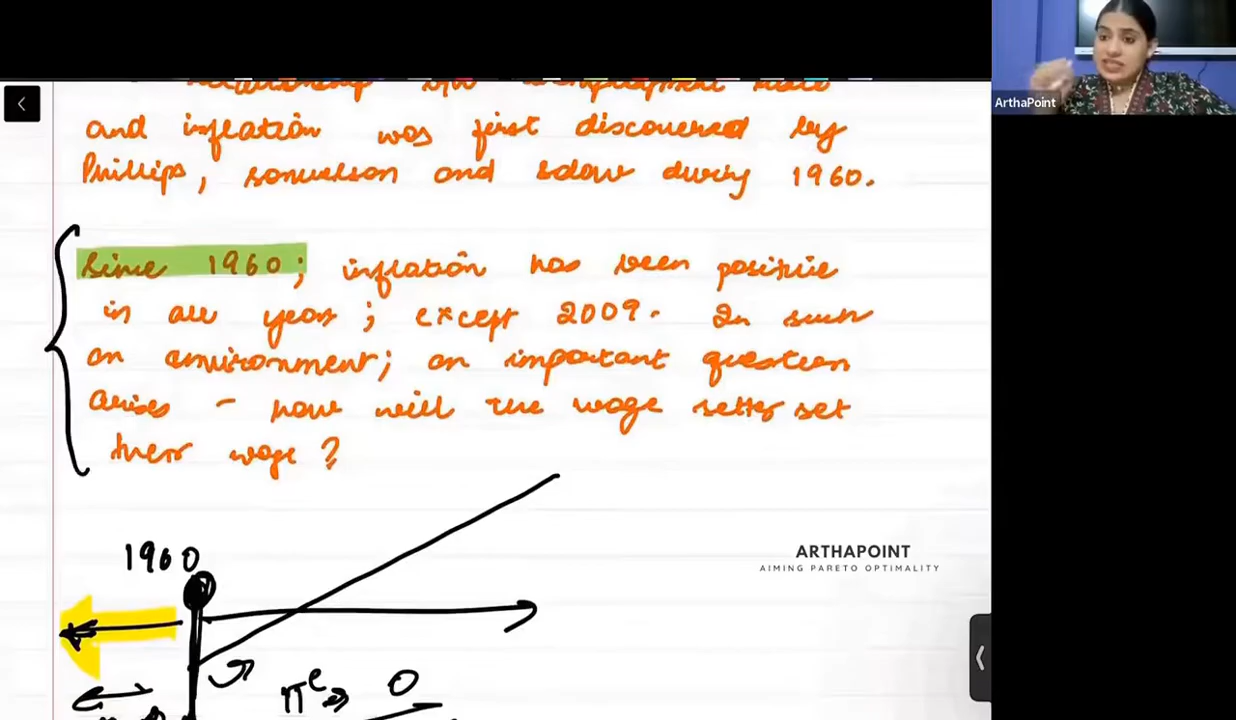 and inflation was first discovered by
Phillips, samuelson and solow during 1960.
Since 1960; inflation has been positive
in all years; except 2009. In such
an environment; an important question
arises - how will the wage setters set
their wage ?
1960
πe → 0
ARTHAPOINT
AIMING PARETO OPTIMALITY
ArthaPoint